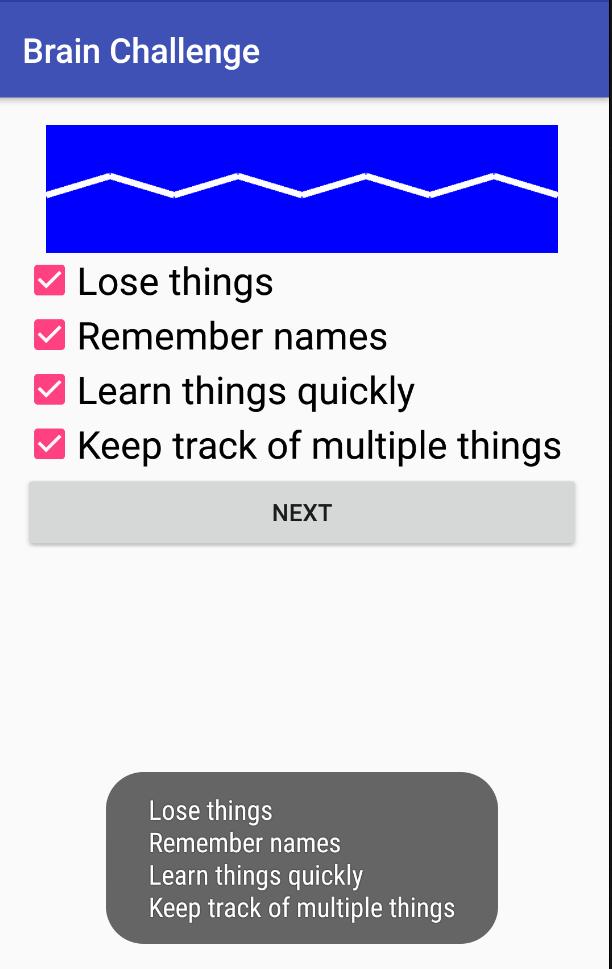 Brain Challenge
Lose things
Remember names
Learn things quickly
Keep track of multiple things
NEXT
Lose things
Remember names
Learn things quickly
Keep track of multiple things